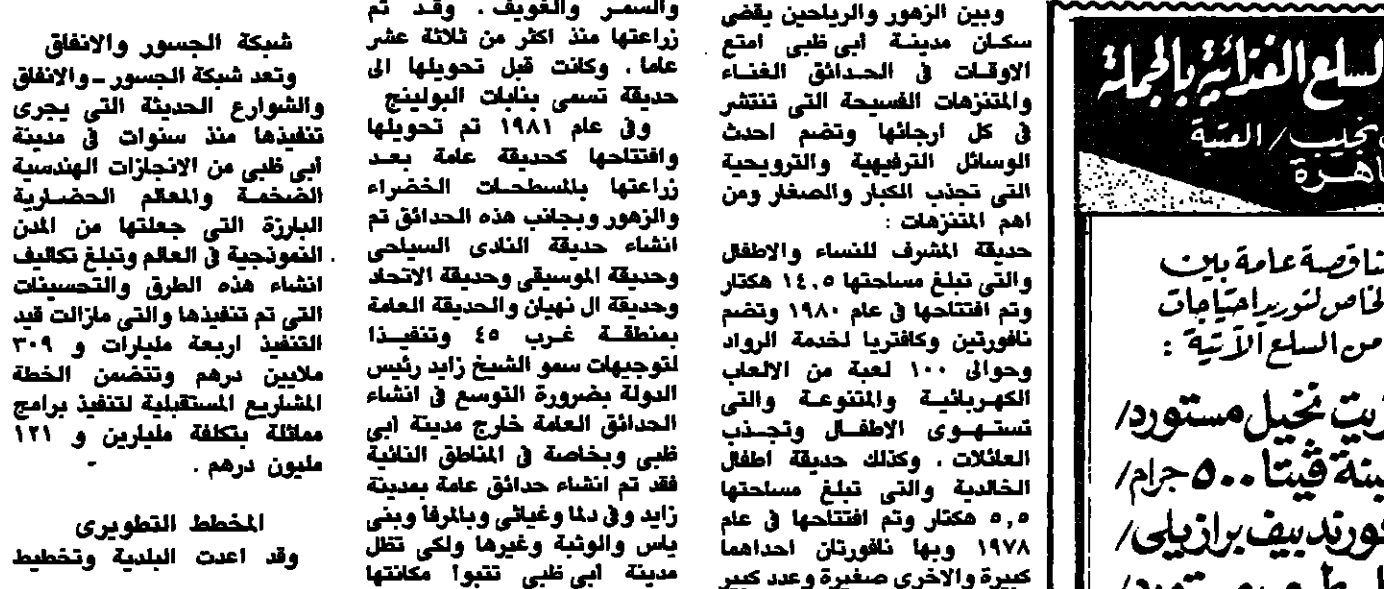 وبين الزهور والرياحين يقضى
سكان مدينة أبى ظبى امتع
الاوقات فى الحدائق الغناء
والمتنزهات الفسيحة التى تنتشر
فى كل ارجائها وتضم احدث
الوسائل الترفيهية والترويحية
التى تجذب الكبار والصغار ومن
اهم المتنزهات :
حديقة المشرف للنساء والاطفال
والتى تبلغ مساحتها ١٤,٥ هكتار
وتم افتتاحها فى عام ١٩٨٠ وتضم
نافورتين وكافتريا لخدمة الرواد
وحوالى ١٠٠ لعبة من الالعاب
الكهربائية والمتنوعة والتى
تستهوى الاطفال وتجذب
العائلات . وكذلك حديقة اطفال
الخالدية والتى تبلغ مساحتها
٥,٥ هكتار وتم افتتاحها فى عام
١٩٧٨ وبها نافورتان احداهما
كبيرة والاخرى صغيرة وعدد كبير
والسمر والغويف . وقد تم
زراعتها منذ اكثر من ثلاثة عشر
عاما . وكانت قبل تحويلها الى
حديقة تسمى بنابات البولينج
وفى عام ١٩٨١ تم تحويلها
وافتتاحها كحديقة عامة بعد
زراعتها بالمسطحات الخضراء
والزهور وبجانب هذه الحدائق تم
انشاء حديقة النادى السياحى
وحديقة الموسيقى وحديقة الاتحاد
وحديقة ال نهيان والحديقة العامة
بمنطقة غرب ٤٥ وتنفيذا
لتوجيهات سمو الشيخ زايد رئيس
الدولة بضرورة التوسع فى انشاء
الحدائق العامة خارج مدينة ابى
ظبى وبخاصة فى المناطق النائية
فقد تم انشاء حدائق عامة بمدينة
زايد وفى دلما وغياثى وبالمرفأ وبنى
ياس والوثبة وغيرها ولكى تظل
مدينة أبى ظبى تتبوأ مكانتها
شبكة الجسور والانفاق
وتعد شبكة الجسور ــ والانفاق
والشوارع الحديثة التى يجرى
تنفيذها منذ سنوات فى مدينة
أبى ظبى من الانجازات الهندسية
الضخمة والمعالم الحضارية
البارزة التى جعلتها من المدن
النموذجية فى العالم وتبلغ تكاليف
انشاء هذه الطرق والتحسينات
التى تم تنفيذها والتى مازالت قيد
التنفيذ اربعة مليارات و ٣٠٩
ملايين درهم وتتضمن الخطة
المشاريع المستقبلية لتنفيذ برامج
مماثلة بتكلفة مليارين و ١٢١
مليون درهم .
المخطط التطويرى
وقد اعدت البلدية وتخطيط
السلع الغذائية بالجملة
نجيب / العتبة
عامة بين
الخاص لتوريد احتياجات
من السلع الآتية :
زيت نخيل مستورد /
ڤيتا ٥٠٠ جرام /
بيف برازيلى /